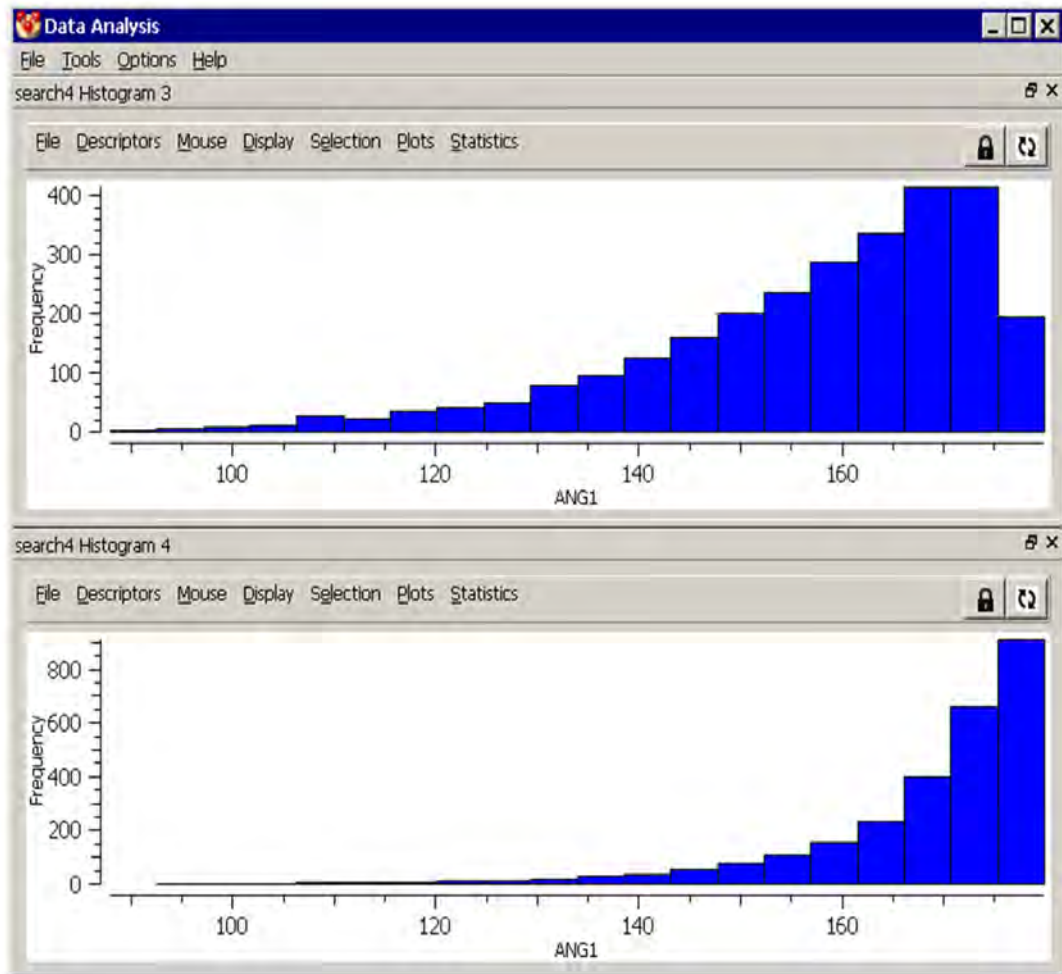 Data Analysis
File Tools Options Help
search4 Histogram 3
File Descriptors Mouse Display Selection Plots Statistics
400
300
200
100
0
Frequency
100 120 140 160
ANG1
search4 Histogram 4
File Descriptors Mouse Display Selection Plots Statistics
800
600
400
200
0
Frequency
100 120 140 160
ANG1